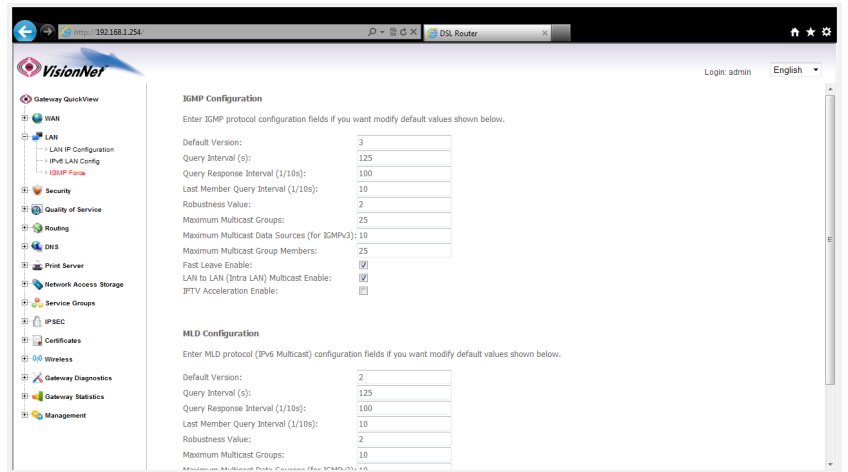 http://192.168.1.254/
DSL Router
VisionNet
Login: admin
English
Gateway QuickView
WAN
LAN
LAN IP Configuration
IPv6 LAN Config
IGMP Force
Security
Quality of Service
Routing
DNS
Print Server
Network Access Storage
Service Groups
IPSEC
Certificates
Wireless
Gateway Diagnostics
Gateway Statistics
Management
IGMP Configuration
Enter IGMP protocol configuration fields if you want modify default values shown below.
Default Version: 3
Query Interval (s): 125
Query Response Interval (1/10s): 100
Last Member Query Interval (1/10s): 10
Robustness Value: 2
Maximum Multicast Groups: 25
Maximum Multicast Data Sources (for IGMPv3): 10
Maximum Multicast Group Members: 25
Fast Leave Enable:
LAN to LAN (Intra LAN) Multicast Enable:
IPTV Acceleration Enable:
MLD Configuration
Enter MLD protocol (IPv6 Multicast) configuration fields if you want modify default values shown below.
Default Version: 2
Query Interval (s): 125
Query Response Interval (1/10s): 100
Last Member Query Interval (1/10s): 10
Robustness Value: 2
Maximum Multicast Groups: 10
Maximum Multicast Data Sources (for IGMPv3): 10